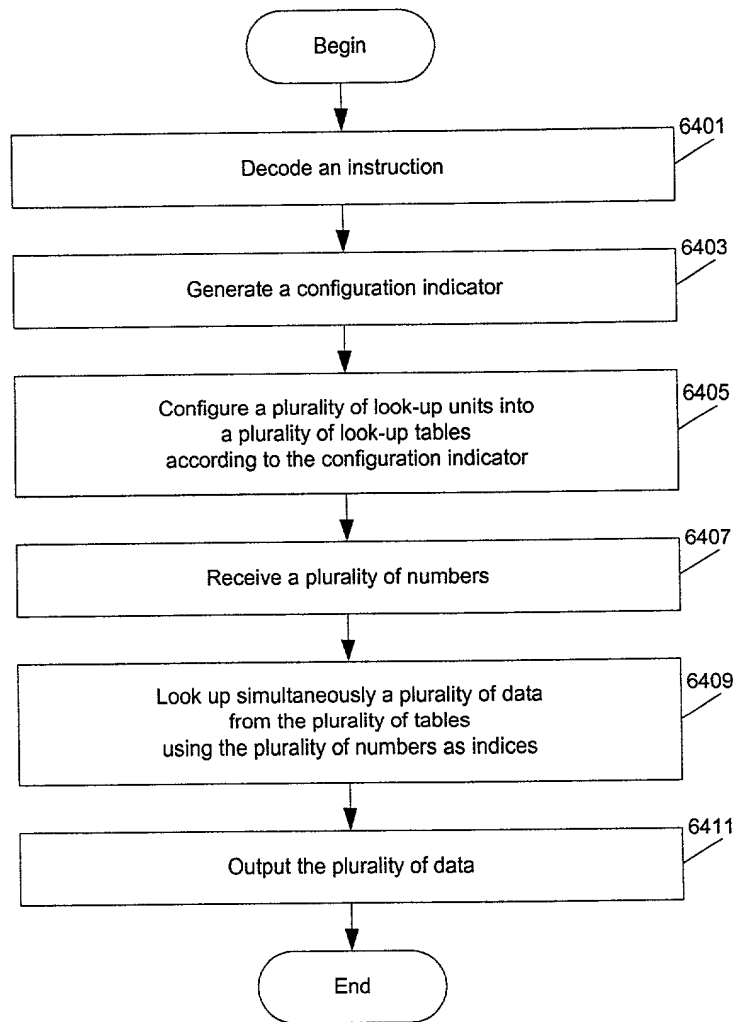 Begin
6401
Decode an instruction
6403
Generate a configuration indicator
6405
Configure a plurality of look-up units into
a plurality of look-up tables
according to the configuration indicator
6407
Receive a plurality of numbers
6409
Look up simultaneously a plurality of data
from the plurality of tables
using the plurality of numbers as indices
6411
Output the plurality of data
End